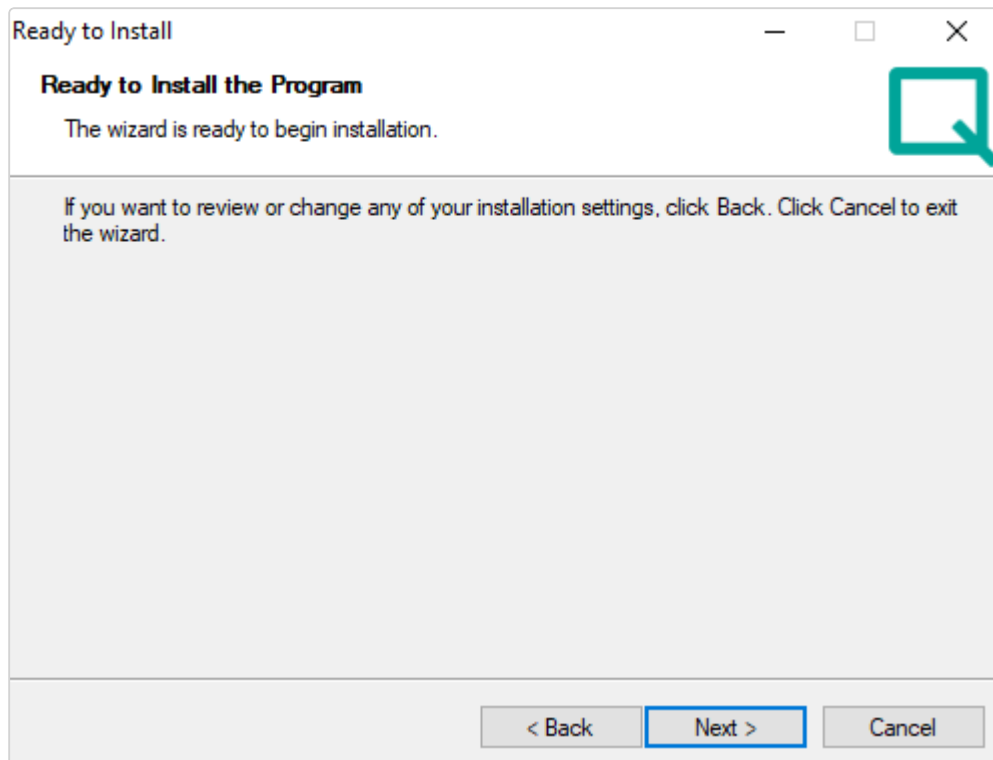 Ready to Install
Ready to Install the Program
The wizard is ready to begin installation.
If you want to review or change any of your installation settings, click Back. Click Cancel to exit
the wizard.
< Back
Next >
Cancel